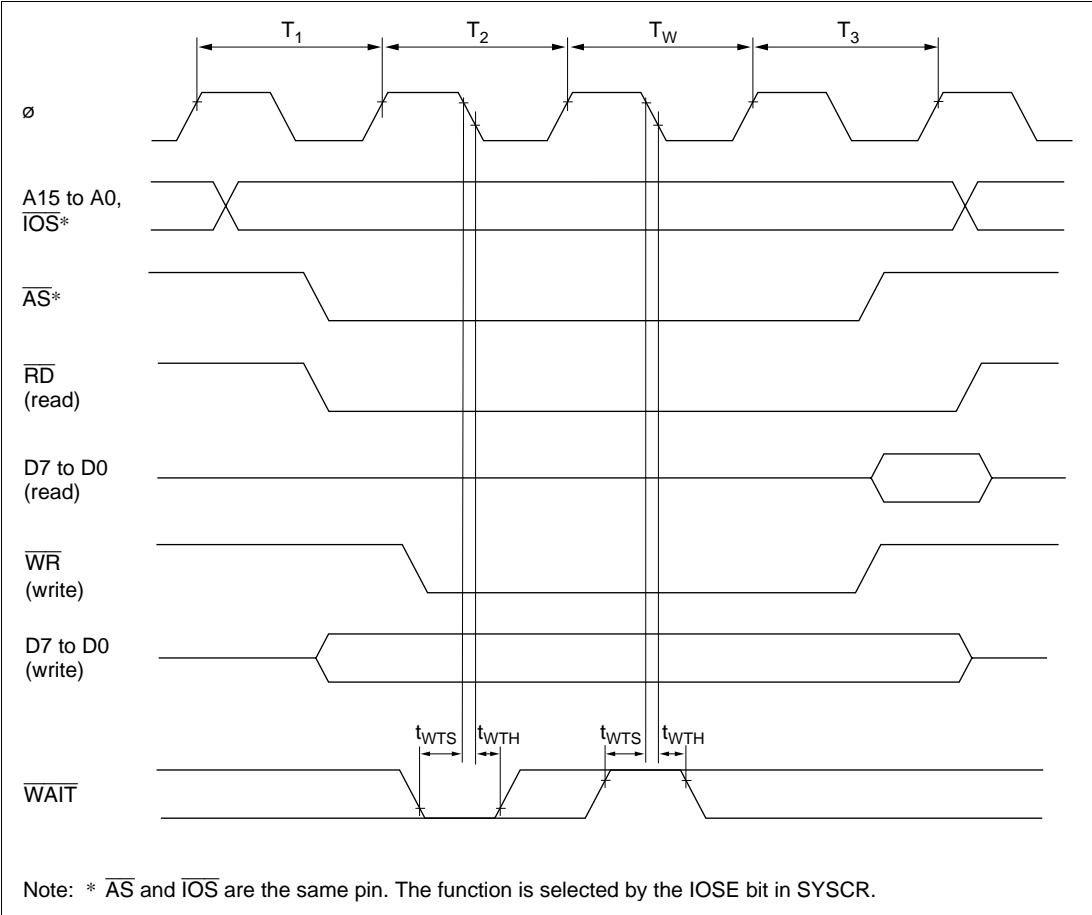 T1 T2 TW T3
ø
A15 to A0,
IOS*
AS*
RD
(read)
D7 to D0
(read)
WR
(write)
D7 to D0
(write)
tWTS tWTH tWTS tWTH
WAIT
Note: * AS and IOS are the same pin. The function is selected by the IOSE bit in SYSCR.